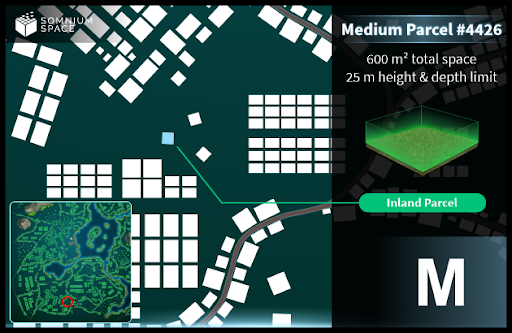 SOMNIUM
SPACE
Medium Parcel #4426
600 m² total space
25 m height & depth limit
Inland Parcel
M